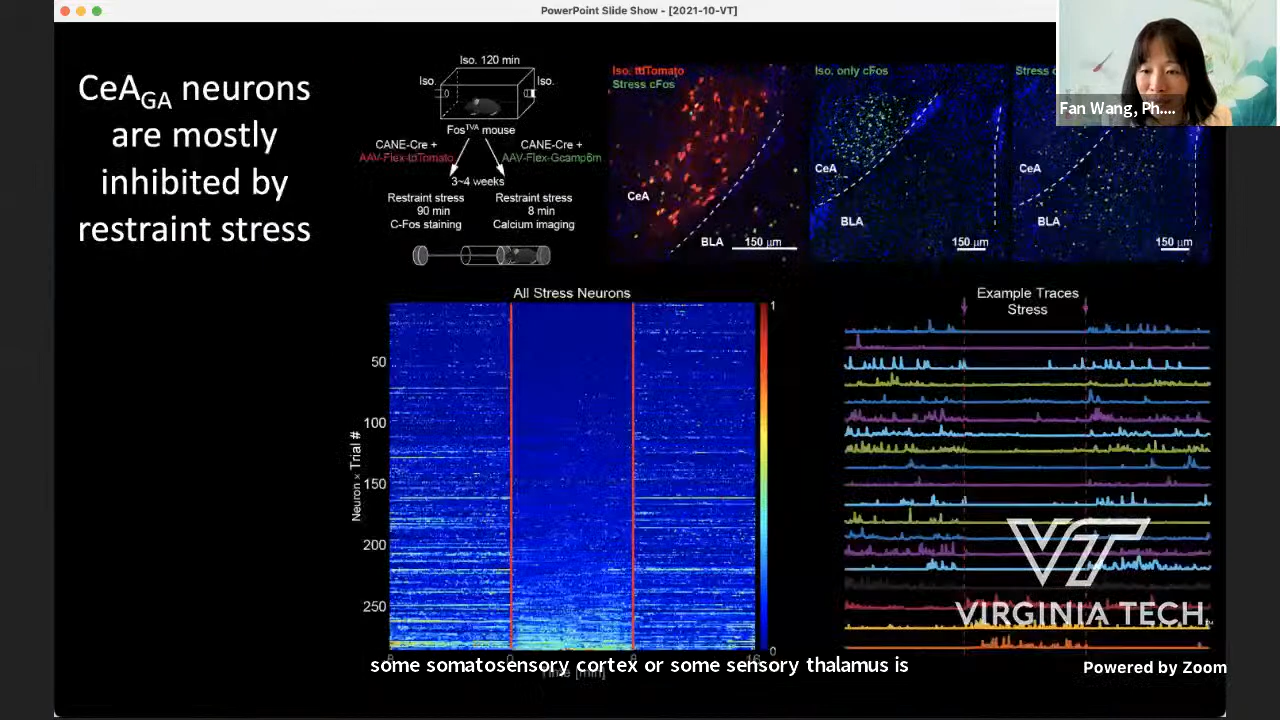 PowerPoint Slide Show - [2021-10-VT]
Fan Wang, Ph....
CeAGA neurons
are mostly
inhibited by
restraint stress
Iso. 120 min
Iso.
Iso.
FosTVA mouse
CANE-Cre +
AAV-Flex-tdTomato
CANE-Cre +
AAV-Flex-Gcamp6m
3~4 weeks
Restraint stress
90 min
C-Fos staining
Restraint stress
8 min
Calcium imaging
Iso. tdTomato
Stress cFos
CeA
BLA
150 μm
Iso. only cFos
CeA
BLA
150 μm
Stress
CeA
BLA
150 μm
All Stress Neurons
Neuron × Trial #
50
100
150
200
250
1
0
Time [min]
Example Traces
Stress
VT
VIRGINIA TECH
some somatosensory cortex or some sensory thalamus is
Powered by Zoom